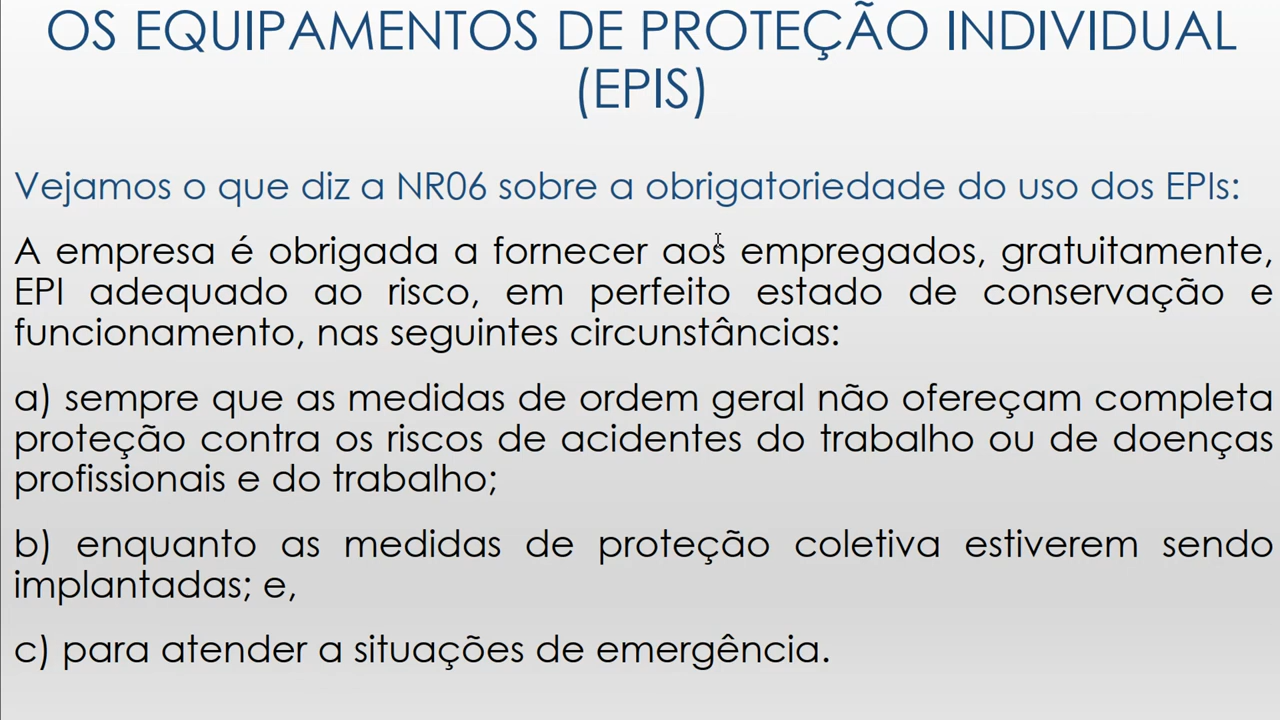 OS EQUIPAMENTOS DE PROTEÇÃO INDIVIDUAL
(EPIS)
Vejamos o que diz a NR06 sobre a obrigatoriedade do uso dos EPIs:
A empresa é obrigada a fornecer aos empregados, gratuitamente,
EPI adequado ao risco, em perfeito estado de conservação e
funcionamento, nas seguintes circunstâncias:
a) sempre que as medidas de ordem geral não ofereçam completa
proteção contra os riscos de acidentes do trabalho ou de doenças
profissionais e do trabalho;
b) enquanto as medidas de proteção coletiva estiverem sendo
implantadas; e,
c) para atender a situações de emergência.